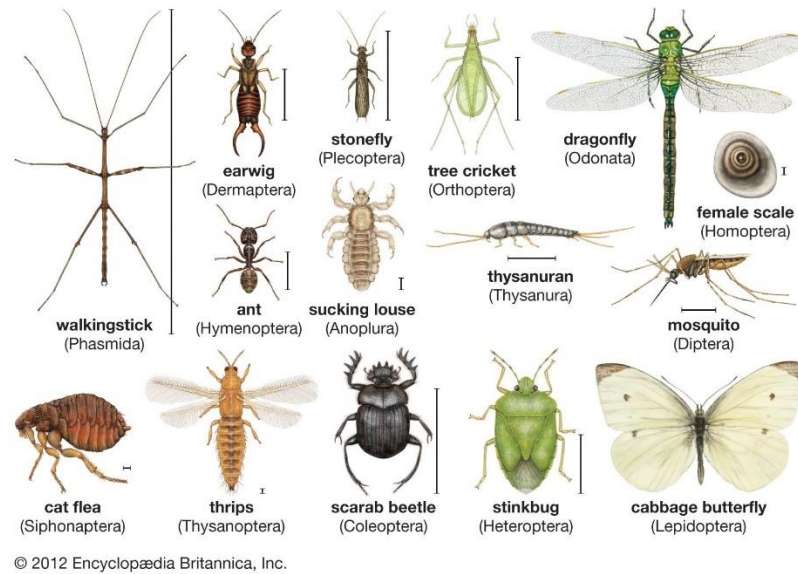 earwig
(Dermaptera)
stonefly
(Plecoptera)
tree cricket
(Orthoptera)
dragonfly
(Odonata)
female scale
(Homoptera)
walkingstick
(Phasmida)
ant
(Hymenoptera)
sucking louse
(Anoplura)
thysanuran
(Thysanura)
mosquito
(Diptera)
cat flea
(Siphonaptera)
thrips
(Thysanoptera)
scarab beetle
(Coleoptera)
stinkbug
(Heteroptera)
cabbage butterfly
(Lepidoptera)
© 2012 Encyclopædia Britannica, Inc.